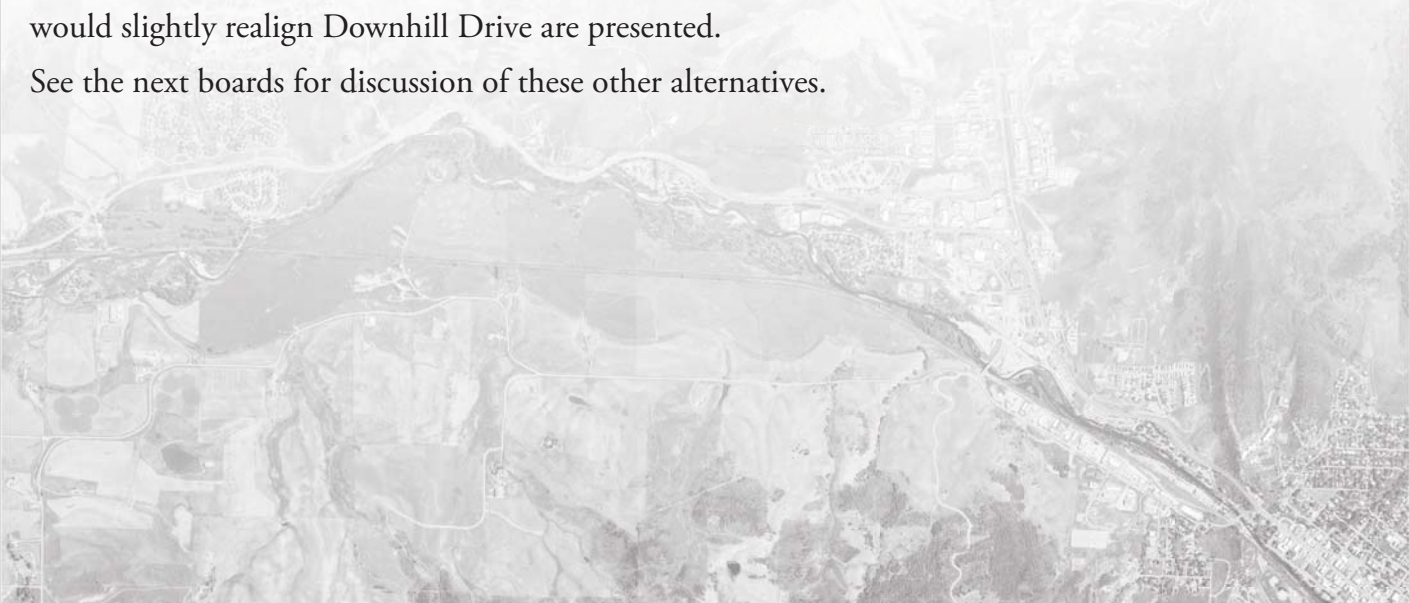 would slightly realign Downhill Drive are presented.
See the next boards for discussion of these other alternatives.